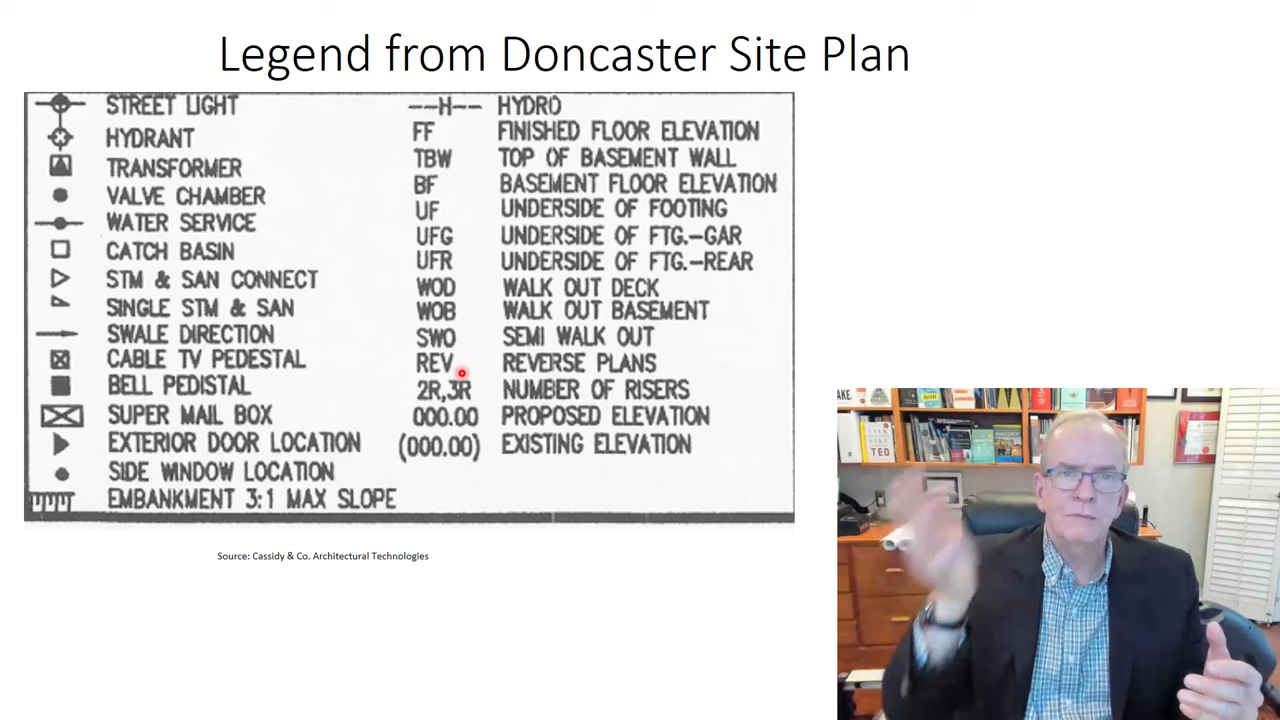 Legend from Doncaster Site Plan
STREET LIGHT
HYDRANT
TRANSFORMER
VALVE CHAMBER
WATER SERVICE
CATCH BASIN
STM & SAN CONNECT
SINGLE STM & SAN
SWALE DIRECTION
CABLE TV PEDESTAL
BELL PEDISTAL
SUPER MAIL BOX
EXTERIOR DOOR LOCATION
SIDE WINDOW LOCATION
EMBANKMENT 3:1 MAX SLOPE
--H-- HYDRO
FF FINISHED FLOOR ELEVATION
TBW TOP OF BASEMENT WALL
BF BASEMENT FLOOR ELEVATION
UF UNDERSIDE OF FOOTING
UFG UNDERSIDE OF FTG.-GAR
UFR UNDERSIDE OF FTG.-REAR
WOD WALK OUT DECK
WOB WALK OUT BASEMENT
SWO SEMI WALK OUT
REV REVERSE PLANS
2R,3R NUMBER OF RISERS
000.00 PROPOSED ELEVATION
(000.00) EXISTING ELEVATION
Source: Cassidy & Co. Architectural Technologies
TALK
LIKE
TED